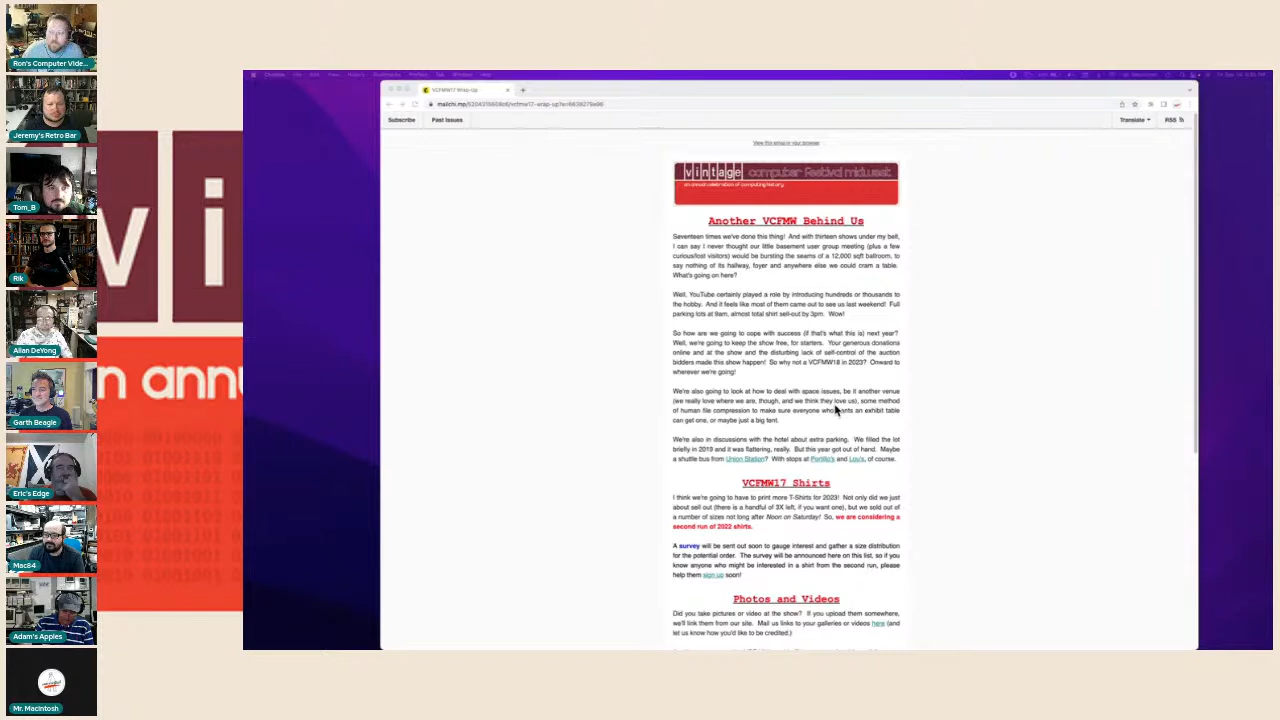 Ron's Computer Vide...
Jeremy's Retro Bar
Tom_B
Rik
Allan DeYong
Garth Beagle
Eric's Edge
Mac84
Adam's Apples
Mr. Macintosh
vi
n annu
VCFMW17 Wrap-Up
Subscribe
Past Issues
Translate
RSS
View this email in your browser
vintage computer festival midwest
an annual celebration of computing history
Another VCFMW Behind Us
Seventeen times we've done this thing! And with thirteen shows under my belt,
I can say I never thought our little basement user group meeting (plus a few
curious/lost visitors) would be bursting the seams of a 12,000 sqft ballroom, to
say nothing of its hallway, foyer and anywhere else we could cram a table.
What's going on here?
Well, YouTube certainly played a role by introducing hundreds or thousands to
the hobby. And it feels like most of them came out to see us last weekend! Full
parking lots at 9am, almost total shirt sell-out by 3pm. Wow!
So how are we going to cope with success (if that's what this is) next year?
Well, we're going to keep the show free, for starters. Your generous donations
online and at the show and the disturbing lack of self-control of the auction
bidders made this show happen! So why not a VCFMW18 in 2023? Onward to
wherever we're going!
We're also going to look at how to deal with space issues, be it another venue
(we really love where we are, though, and we think they love us), some method
of human file compression to make sure everyone who wants an exhibit table
can get one, or maybe just a big tent.
We're also in discussions with the hotel about extra parking. We filled the lot
briefly in 2019 and it was flattering, really. But this year got out of hand. Maybe
a shuttle bus from Union Station? With stops at Portillo's and Lou's, of course.
VCFMW17 Shirts
I think we're going to have to print more T-Shirts for 2023! Not only did we just
about sell out (there is a handful of 3X left, if you want one), but we sold out of
a number of sizes not long after Noon on Saturday! So, we are considering a
second run of 2022 shirts.
A survey will be sent out soon to gauge interest and gather a size distribution
for the potential order. The survey will be announced here on this list, so if you
know anyone who might be interested in a shirt from the second run, please
help them sign up soon!
Photos and Videos
Did you take pictures or video at the show? If you upload them somewhere,
we'll link them from our site. Mail us links to your galleries or videos here (and
let us know how you'd like to be credited.)